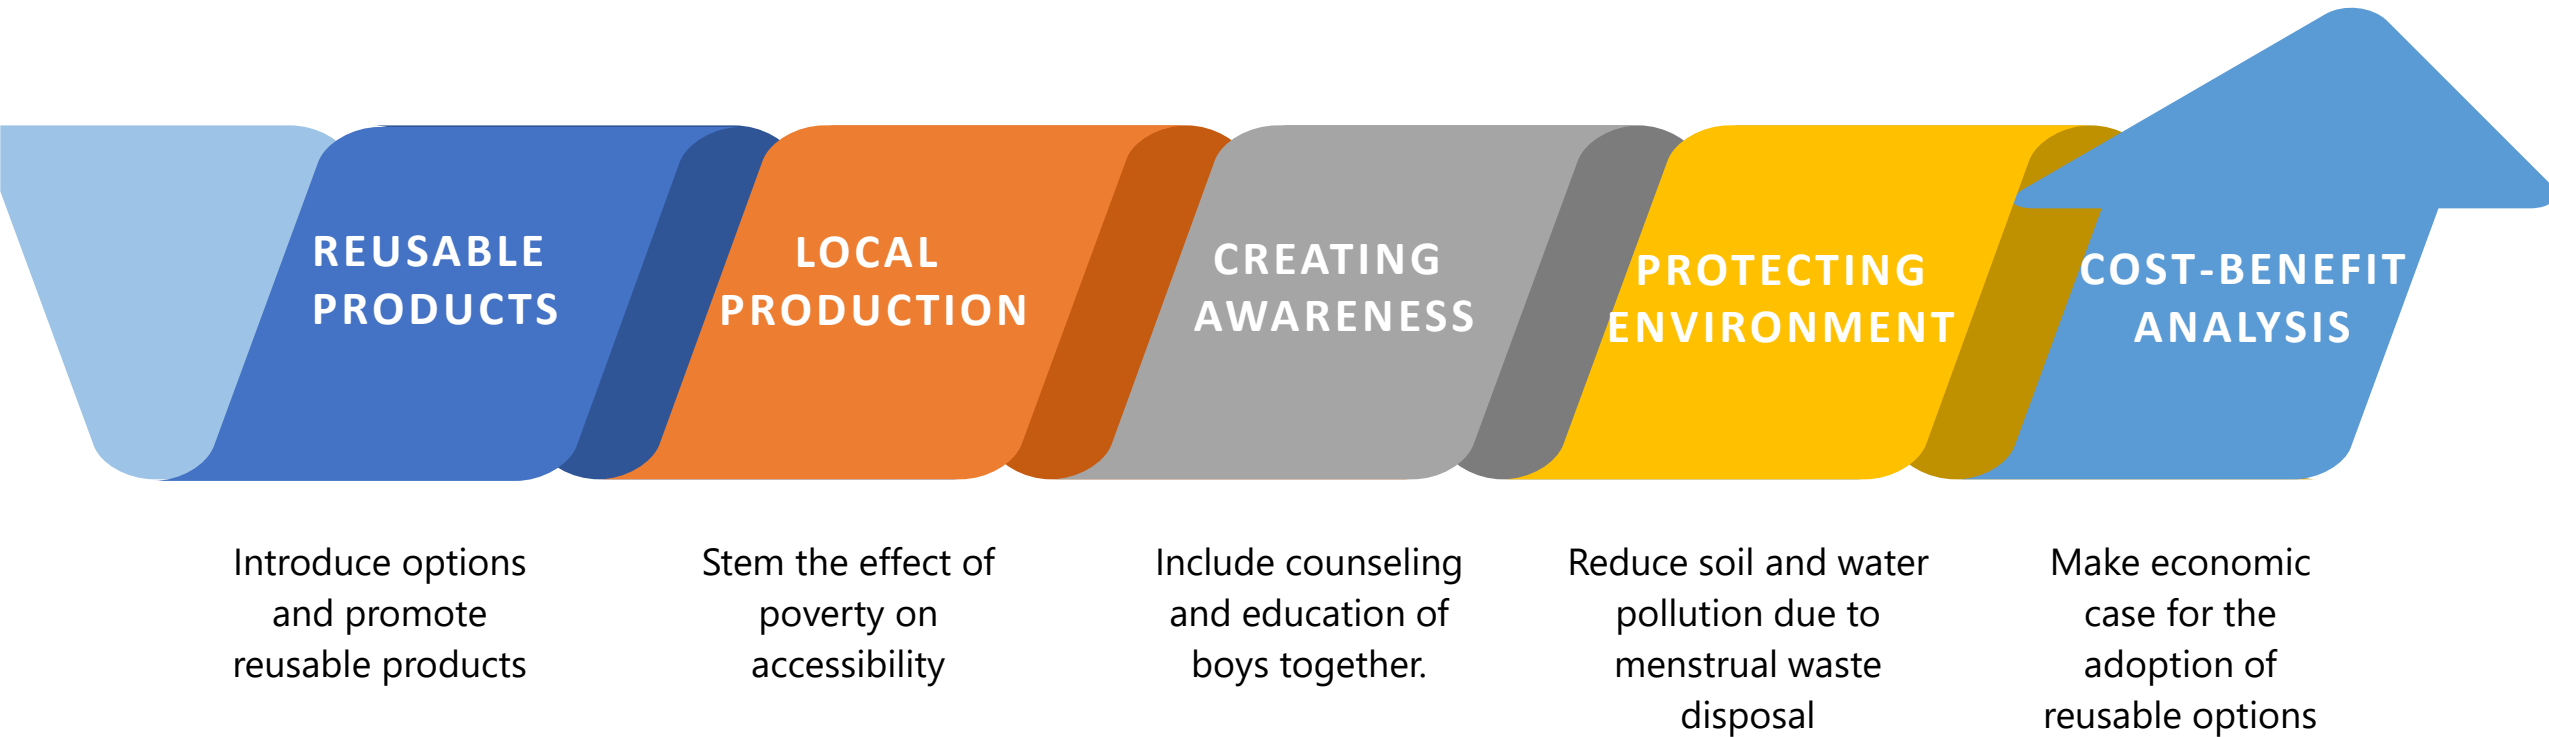 REUSABLE
PRODUCTS
LOCAL
PRODUCTION
CREATING
AWARENESS
PROTECTING
ENVIRONMENT
COST-BENEFIT
ANALYSIS
Introduce options
and promote
reusable products
Stem the effect of
poverty on
accessibility
Include counseling
and education of
boys together.
Reduce soil and water
pollution due to
menstrual waste
disposal
Make economic
case for the
adoption of
reusable options